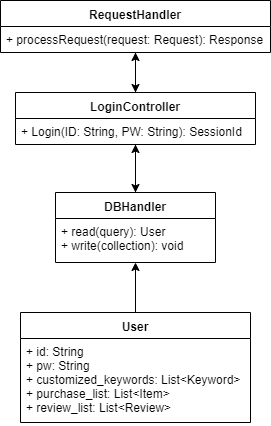 RequestHandler
+ processRequest(request: Request): Response
LoginController
+ Login(ID: String, PW: String): SessionId
DBHandler
+ read(query): User
+ write(collection): void
User
+ id: String
+ pw: String
+ customized_keywords: List<Keyword>
+ purchase_list: List<Item>
+ review_list: List<Review>